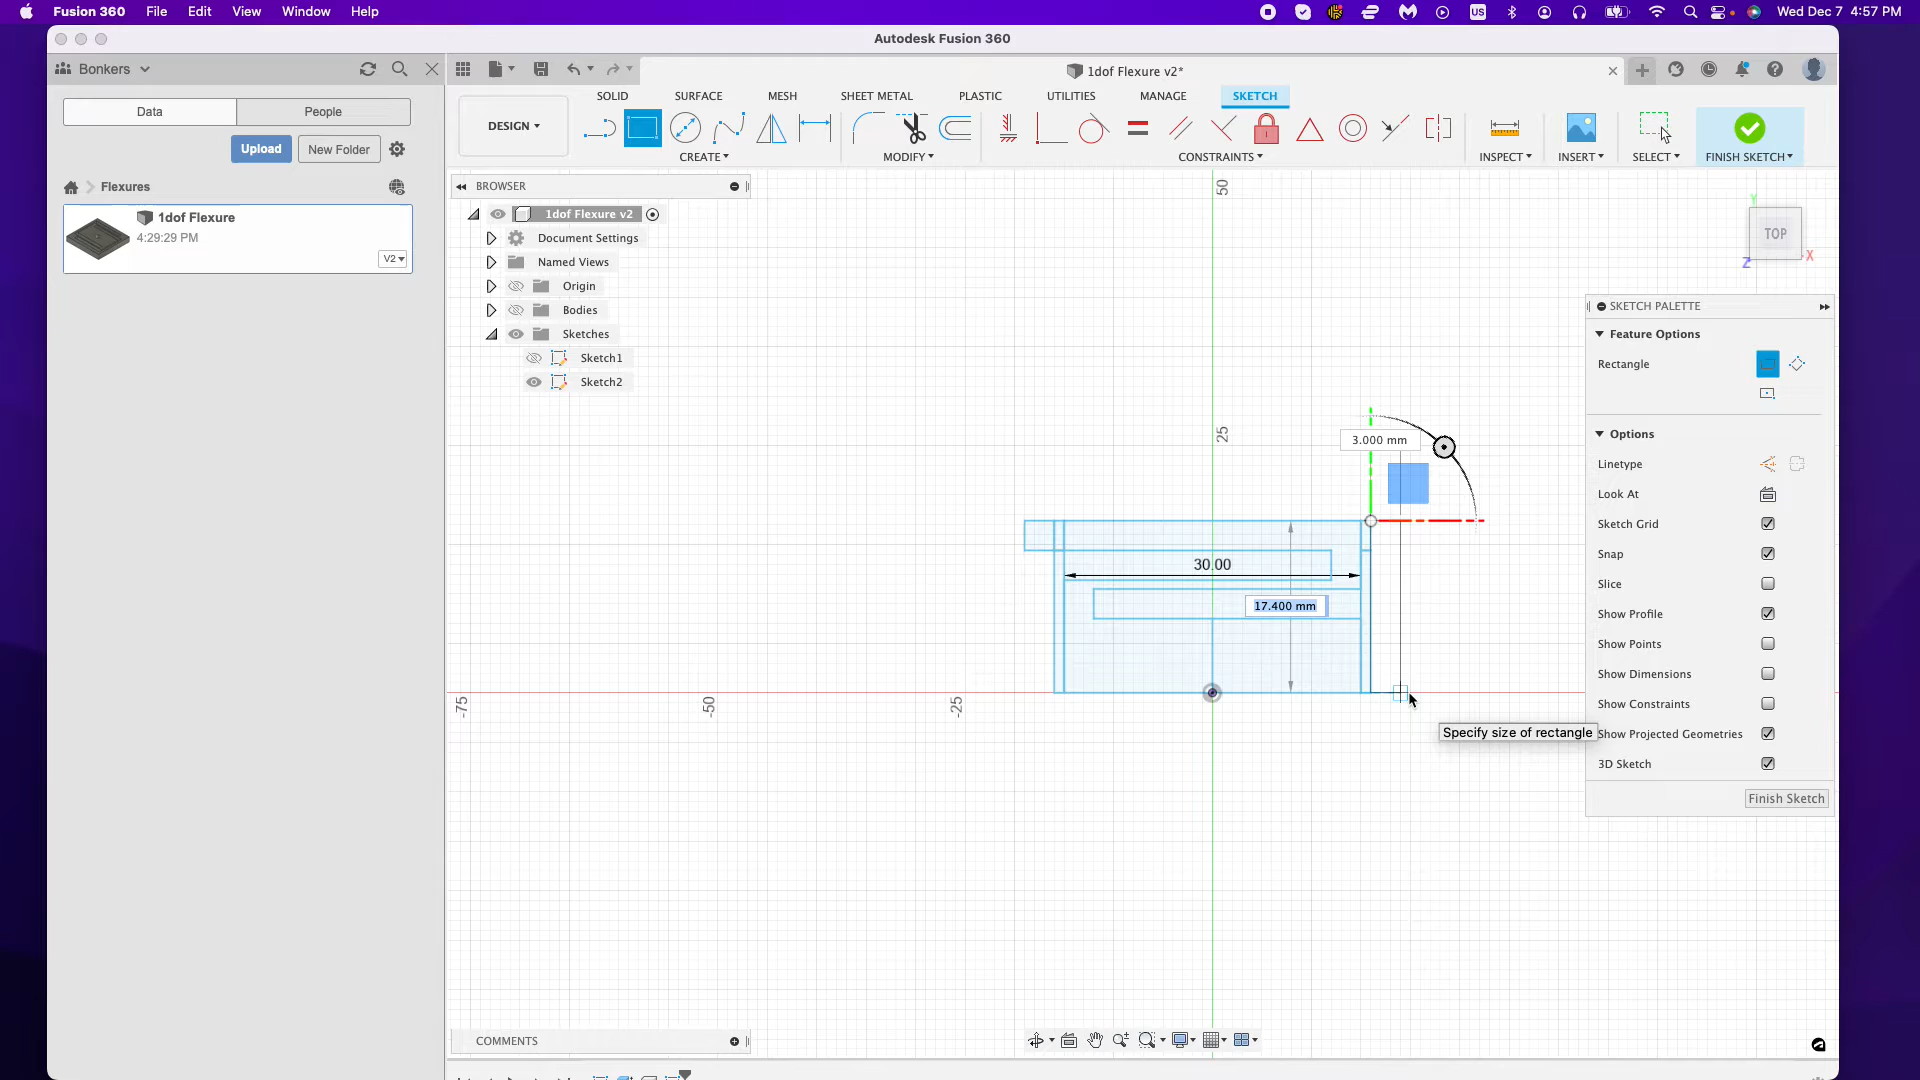 Fusion 360 File Edit View Window Help US Wed Dec 7 4:57 PM
Autodesk Fusion 360
Bonkers
1dof Flexure v2*
Data People
Upload New Folder
Flexures
1dof Flexure
4:29:29 PM
V2
SOLID SURFACE MESH SHEET METAL PLASTIC UTILITIES MANAGE SKETCH
DESIGN
CREATE MODIFY CONSTRAINTS INSPECT INSERT SELECT FINISH SKETCH
BROWSER
1dof Flexure v2
Document Settings
Named Views
Origin
Bodies
Sketches
Sketch1
Sketch2
50
25
-75
-50
-25
3.000 mm
30.00
17.400 mm
Specify size of rectangle
Y
TOP
X
Z
SKETCH PALETTE
Feature Options
Rectangle
Options
Linetype
Look At
Sketch Grid
Snap
Slice
Show Profile
Show Points
Show Dimensions
Show Constraints
Show Projected Geometries
3D Sketch
Finish Sketch
COMMENTS